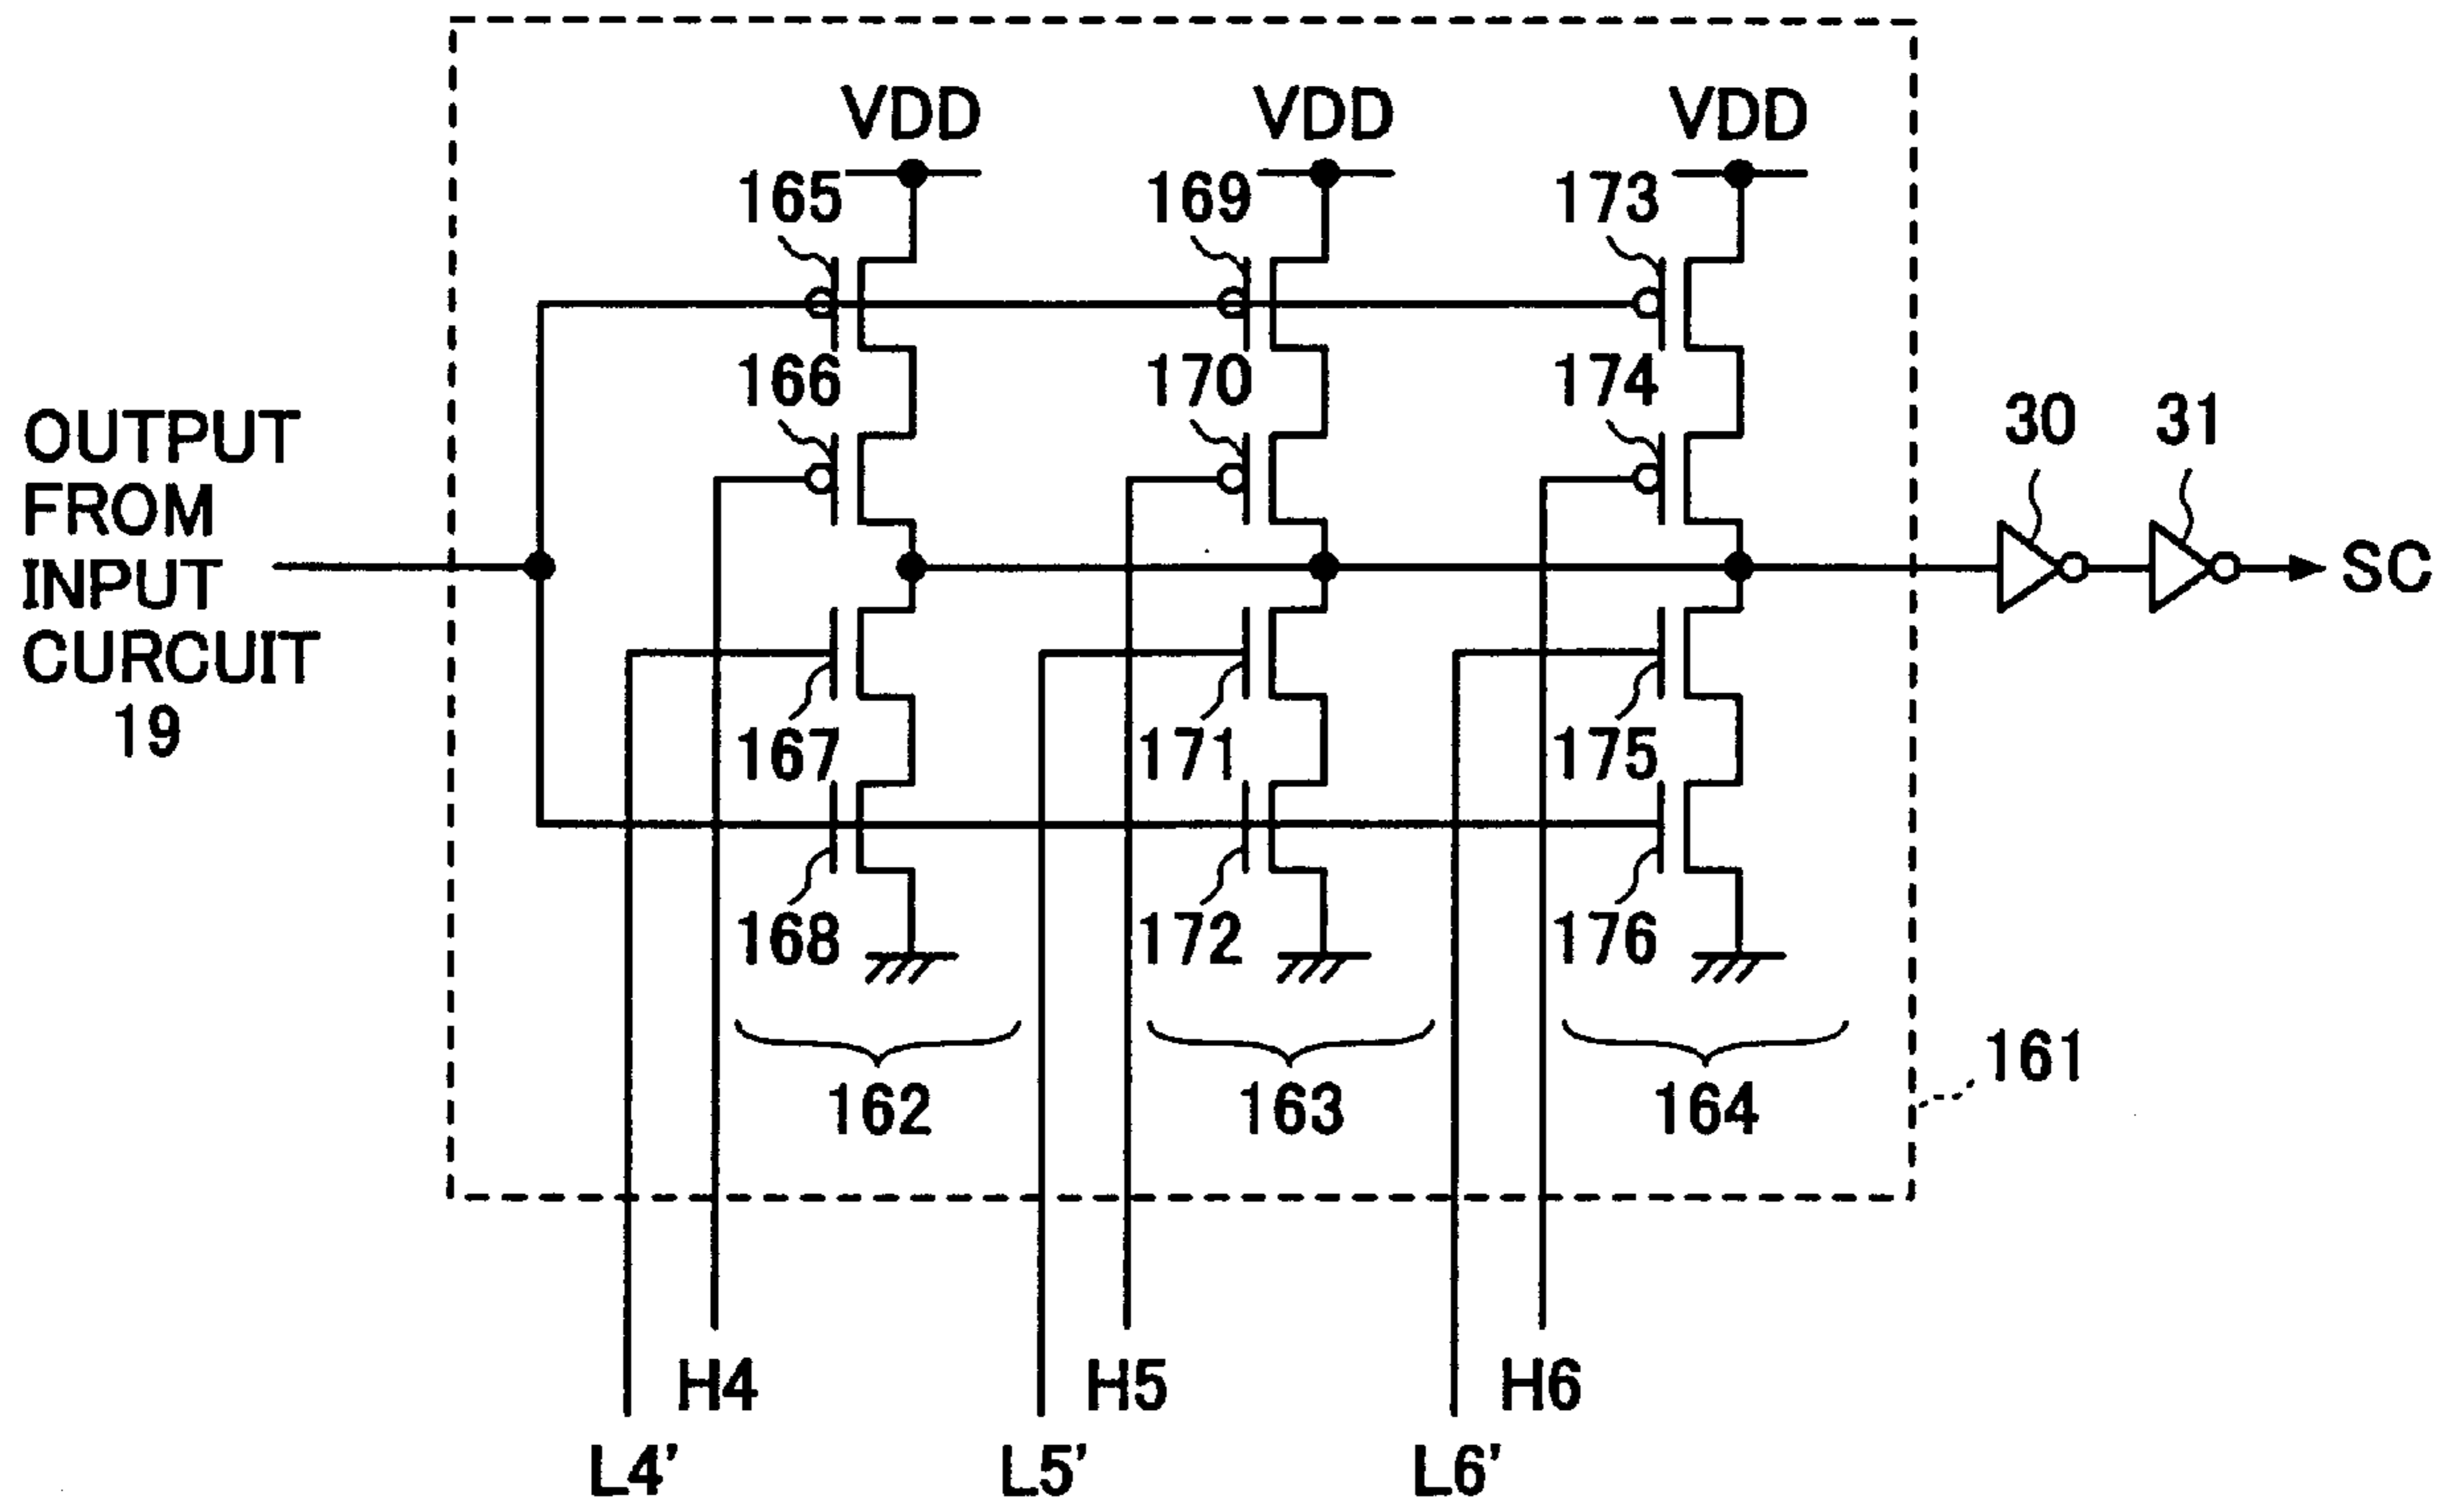 VDD VDD VDD
165 169 173
166 170 174
OUTPUT
FROM
INPUT
CURCUIT
19
30 31
SC
167 171 175
168 172 176
162 163 164
161
H4 H5 H6
L4’ L5’ L6’